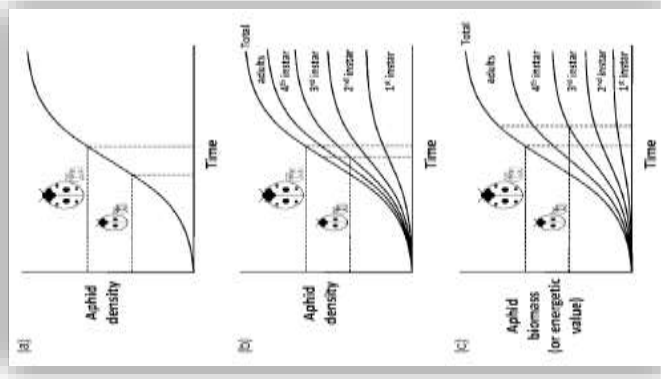 (a)
Aphid
density
Time
(b)
Aphid
density
Total
adults
4th instar
3rd instar
2nd instar
1st instar
Time
(c)
Aphid
biomass
(or energetic
value)
Total
adults
4th instar
3rd instar
2nd instar
1st instar
Time